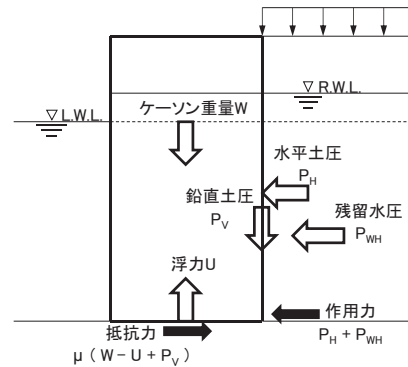 ▽ R.W.L.
▽ L.W.L.
ケーソン重量W
水平土圧
P_H
鉛直土圧
P_V
残留水圧
P_WH
浮力U
抵抗力
μ ( W − U + P_V )
作用力
P_H + P_WH